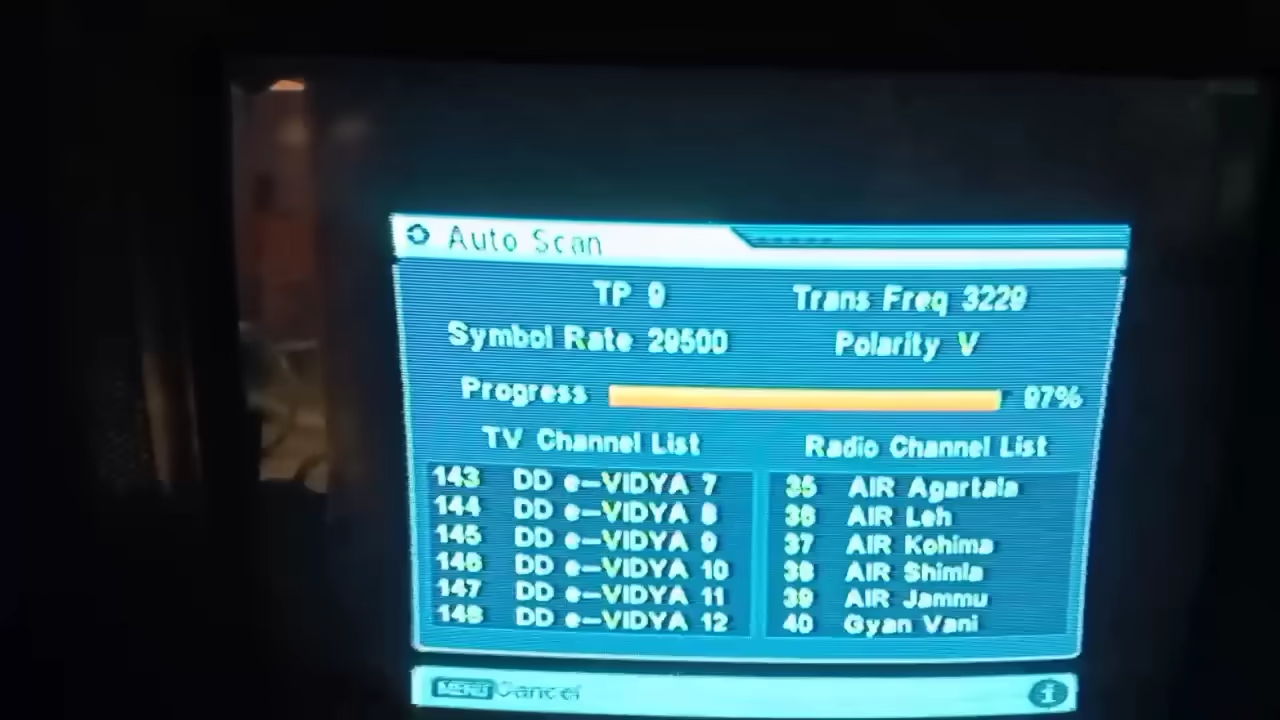 Auto Scan
TP 9 Trans Freq 3229
Symbol Rate 29500 Polarity V
Progress 97%
TV Channel List Radio Channel List
143 DD e-VIDYA 7 35 AIR Agartala
144 DD e-VIDYA 8 36 AIR Leh
145 DD e-VIDYA 9 37 AIR Kohima
146 DD e-VIDYA 10 38 AIR Shimla
147 DD e-VIDYA 11 39 AIR Jammu
148 DD e-VIDYA 12 40 Gyan Vani
MENU Cancel i